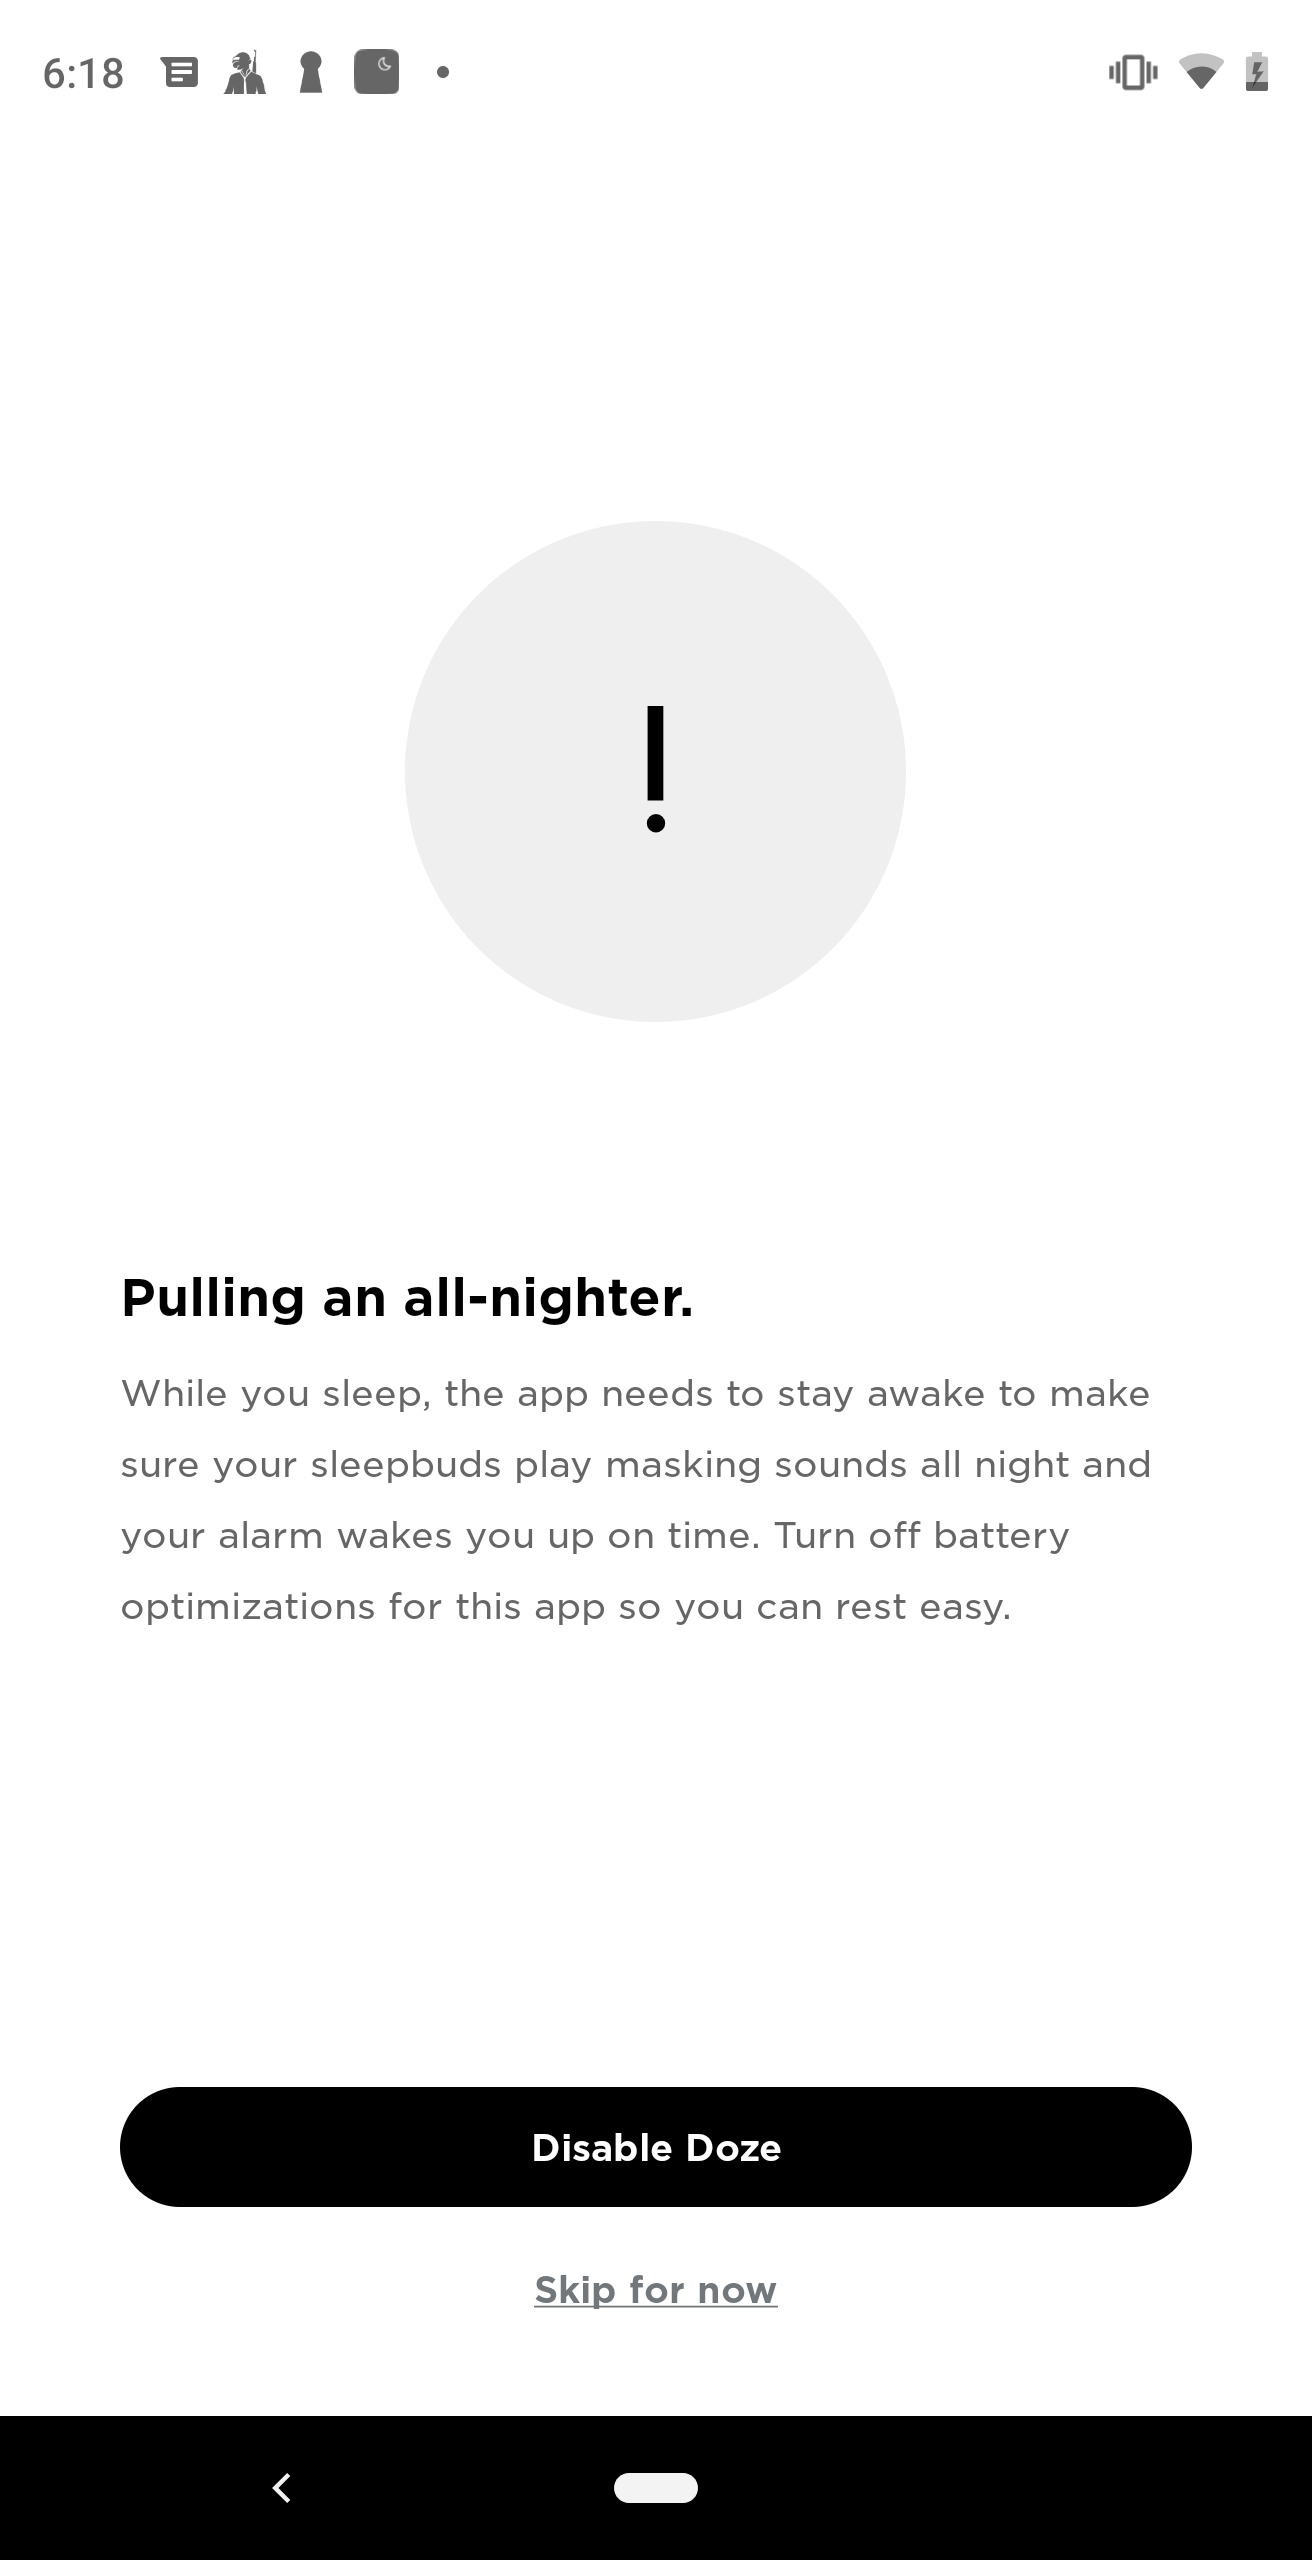 6:18
Pulling an all-nighter.
While you sleep, the app needs to stay awake to make
sure your sleepbuds play masking sounds all night and
your alarm wakes you up on time. Turn off battery
optimizations for this app so you can rest easy.
Disable Doze
Skip for now